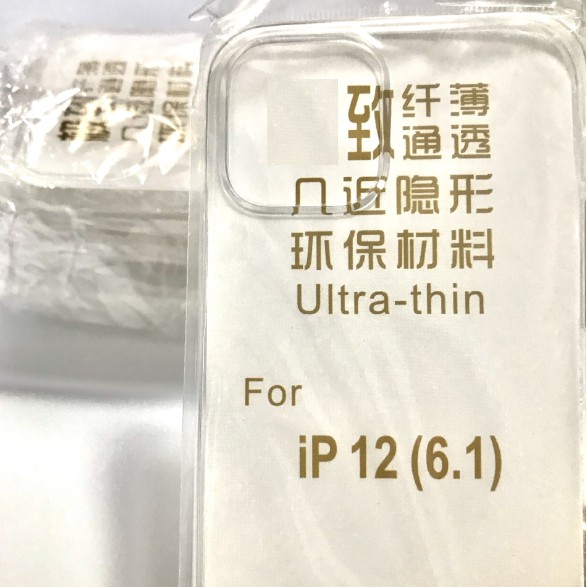 致纤薄
通透
几近隐形
环保材料
Ultra-thin
For
iP 12 (6.1)